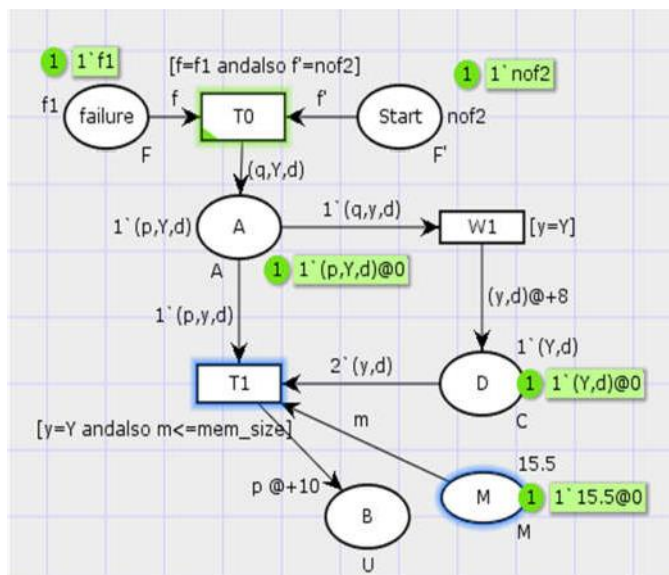 1 1`f1
[f=f1 andalso f'=nof2]
1 1`nof2
f1 failure f T0 f' Start nof2
F F'
(q,Y,d)
1`(p,Y,d) A 1`(q,y,d) W1 [y=Y]
A 1 1`(p,Y,d)@0
(y,d)@+8
1`(p,y,d)
1`(Y,d)
T1 2`(y,d) D 1 1`(Y,d)@0
C
[y=Y andalso m<=mem_size]
m
15.5
p @+10
M 1 1`15.5@0
B
M
U